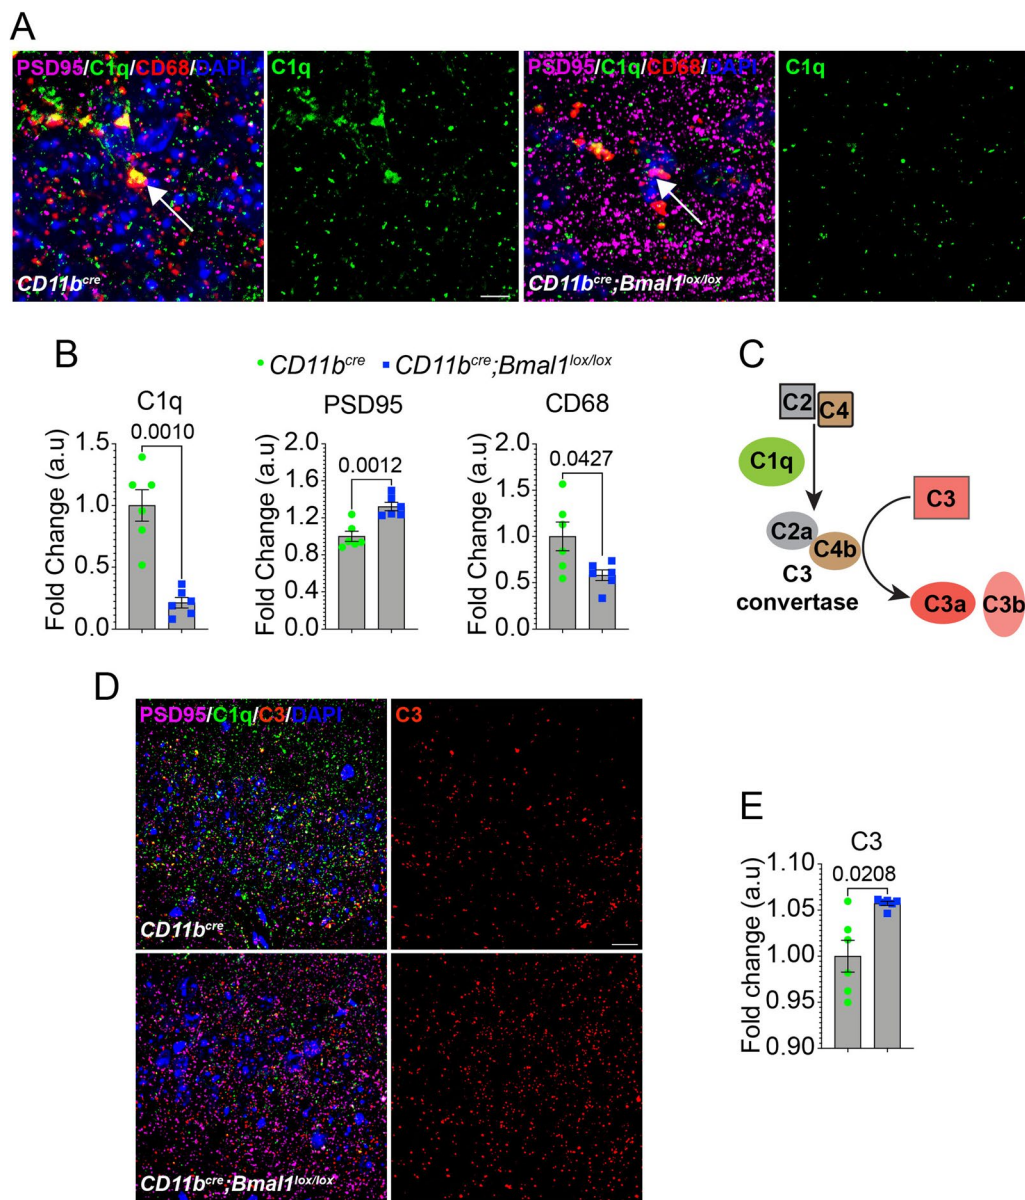 A
PSD95/C1q/CD68/DAPI
C1q
PSD95/C1q/CD68/DAPI
C1q
CD11b^cre
CD11b^cre;Bmal1^lox/lox
B
CD11b^cre
CD11b^cre;Bmal1^lox/lox
C1q
Fold Change (a.u)
0.0010
1.5
1.0
0.5
0.0
PSD95
Fold Change (a.u)
0.0012
2.0
1.6
1.2
0.8
0.4
0.0
CD68
Fold Change (a.u)
0.0427
2.0
1.5
1.0
0.5
0.0
C
C2
C4
C1q
C3
C2a
C4b
C3
convertase
C3a
C3b
D
PSD95/C1q/C3/DAPI
C3
CD11b^cre
CD11b^cre;Bmal1^lox/lox
E
C3
Fold change (a.u)
0.0208
1.10
1.05
1.00
0.95
0.90